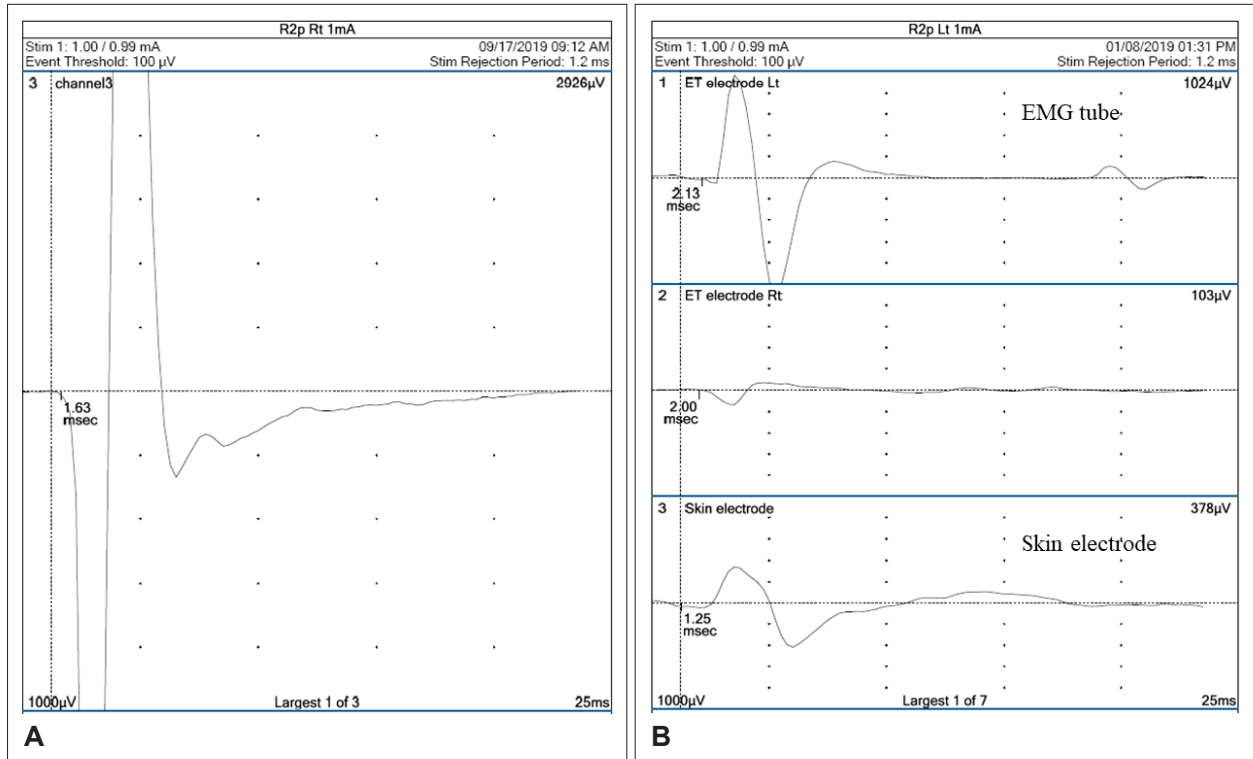 R2p Rt 1mA
Stim 1: 1.00 / 0.99 mA 09/17/2019 09:12 AM
Event Threshold: 100 µV Stim Rejection Period: 1.2 ms
3 channel3 2926µV
1.63
msec
1000µV Largest 1 of 3 25ms
A
R2p Lt 1mA
Stim 1: 1.00 / 0.99 mA 01/08/2019 01:31 PM
Event Threshold: 100 µV Stim Rejection Period: 1.2 ms
1 ET electrode Lt 1024µV
EMG tube
2.13
msec
2 ET electrode Rt 103µV
2.00
msec
3 Skin electrode 378µV
Skin electrode
1.25
msec
1000µV Largest 1 of 7 25ms
B